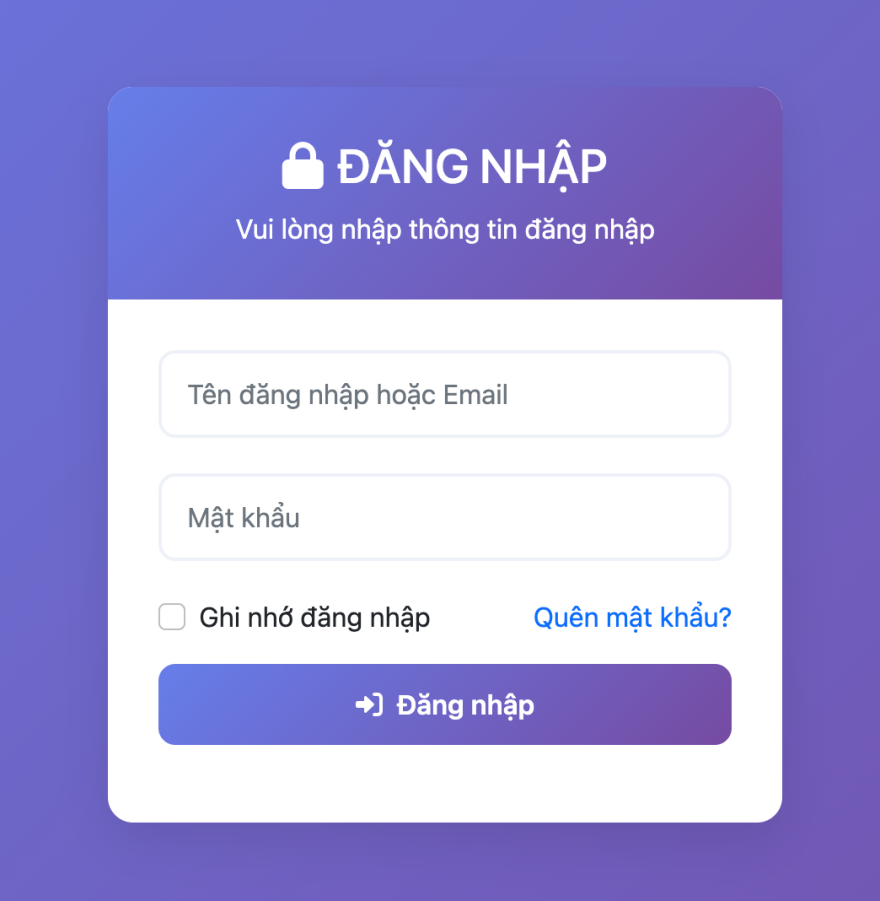 ĐĂNG NHẬP
Vui lòng nhập thông tin đăng nhập
Tên đăng nhập hoặc Email
Mật khẩu
Ghi nhớ đăng nhập
Quên mật khẩu?
Đăng nhập